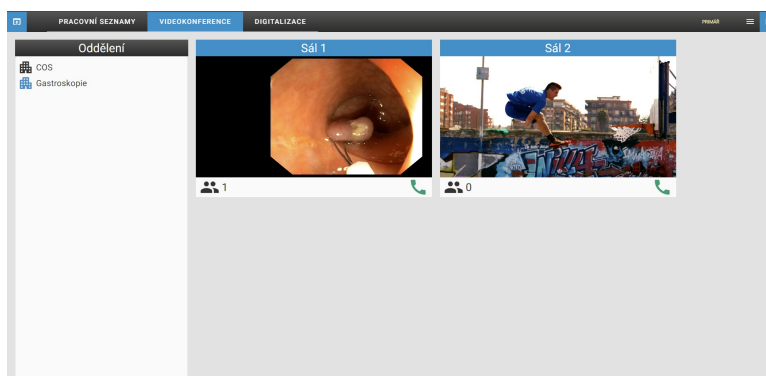 PRACOVNÍ SEZNAMY VIDEOKONFERENCE DIGITALIZACE PRIMÁŘ
Oddělení
COS
Gastroskopie
Sál 1
1
Sál 2
0